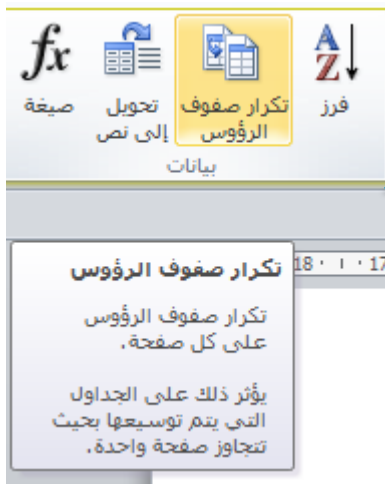 فرز
تكرار صفوف
الرؤوس
تحويل
إلى نص
fx
صيغة
بيانات
18 · ı · 17
تكرار صفوف الرؤوس
تكرار صفوف الرؤوس
على كل صفحة.
يؤثر ذلك على الجداول
التي يتم توسيعها بحيث
تتجاوز صفحة واحدة.